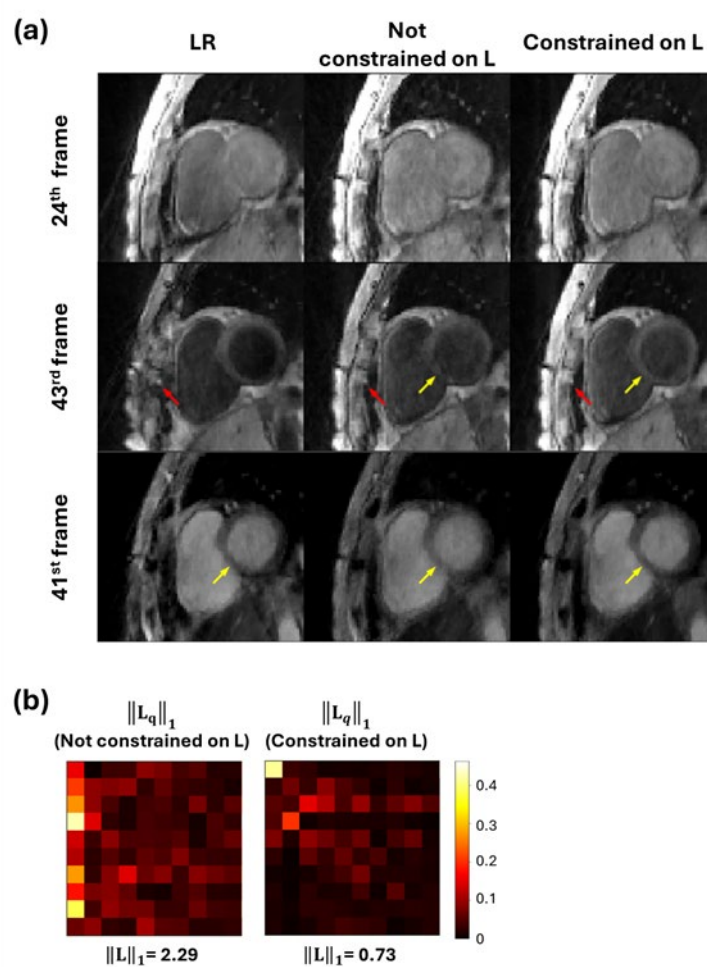 (a)
LR
Not
constrained on L
Constrained on L
24th frame
43rd frame
41st frame
(b)
‖Lq‖1
(Not constrained on L)
‖Lq‖1
(Constrained on L)
0.4
0.3
0.2
0.1
0
‖L‖1= 2.29
‖L‖1= 0.73